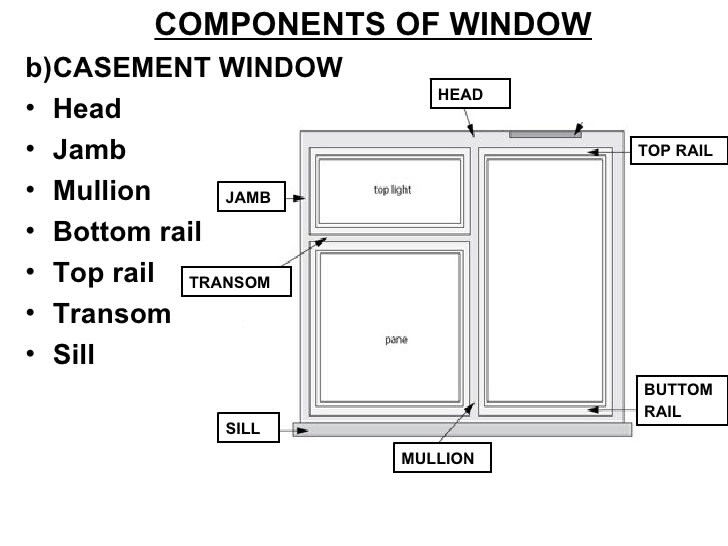 COMPONENTS OF WINDOW
b)CASEMENT WINDOW
• Head
• Jamb
• Mullion
• Bottom rail
• Top rail
• Transom
• Sill
HEAD
TOP RAIL
JAMB
top light
TRANSOM
pane
BUTTOM
RAIL
SILL
MULLION